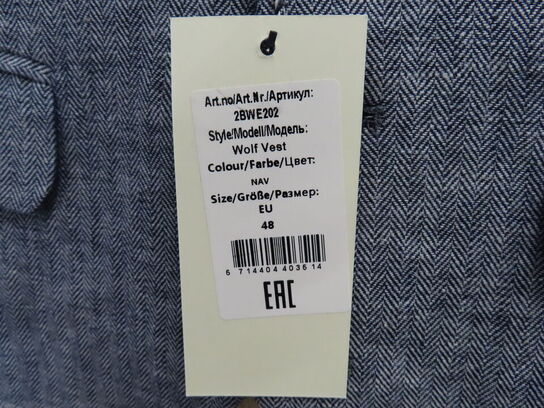 Art.no/Art.Nr./Артикул:
2BWE202
Style/Modell/Модель:
Wolf Vest
Colour/Farbe/Цвет:
NAV
Size/Größe/Размер:
EU
48
6 714404 403614
EAC